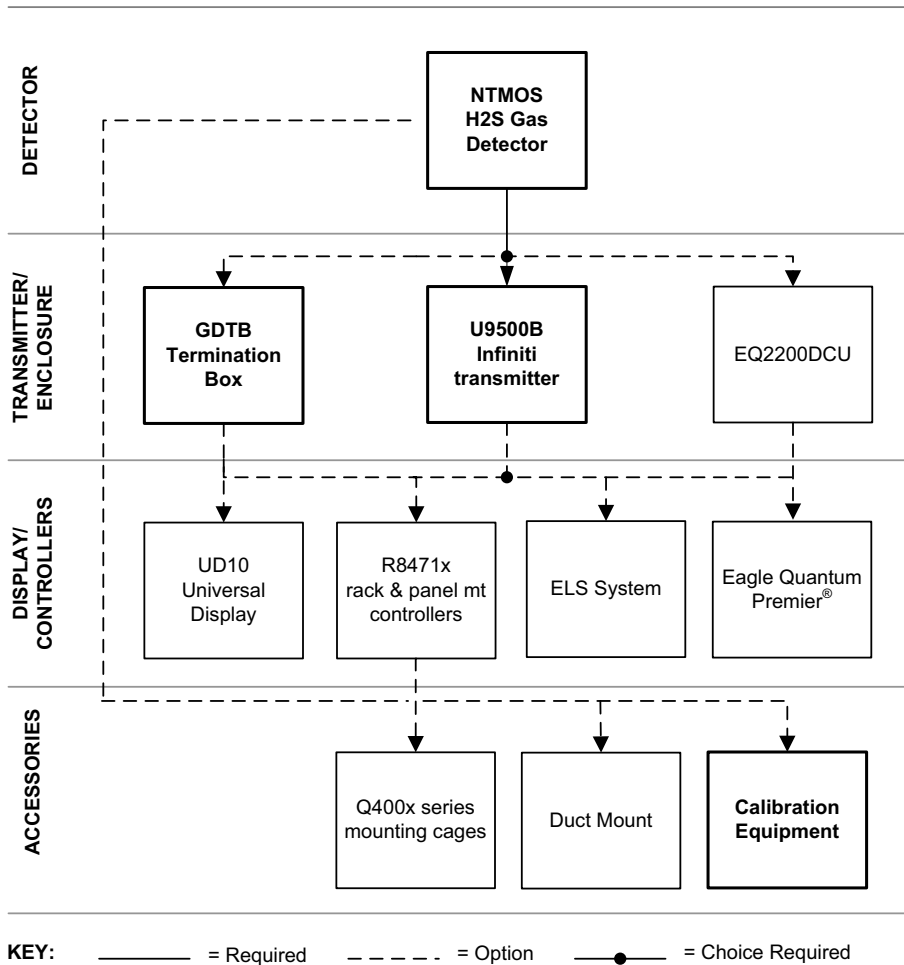 DETECTOR
NTMOS
H2S Gas
Detector
TRANSMITTER/
ENCLOSURE
GDTB
Termination
Box
U9500B
Infiniti
transmitter
EQ2200DCU
DISPLAY/
CONTROLLERS
UD10
Universal
Display
R8471x
rack & panel mt
controllers
ELS System
Eagle Quantum
Premier®
ACCESSORIES
Q400x series
mounting cages
Duct Mount
Calibration
Equipment
KEY: = Required = Option = Choice Required